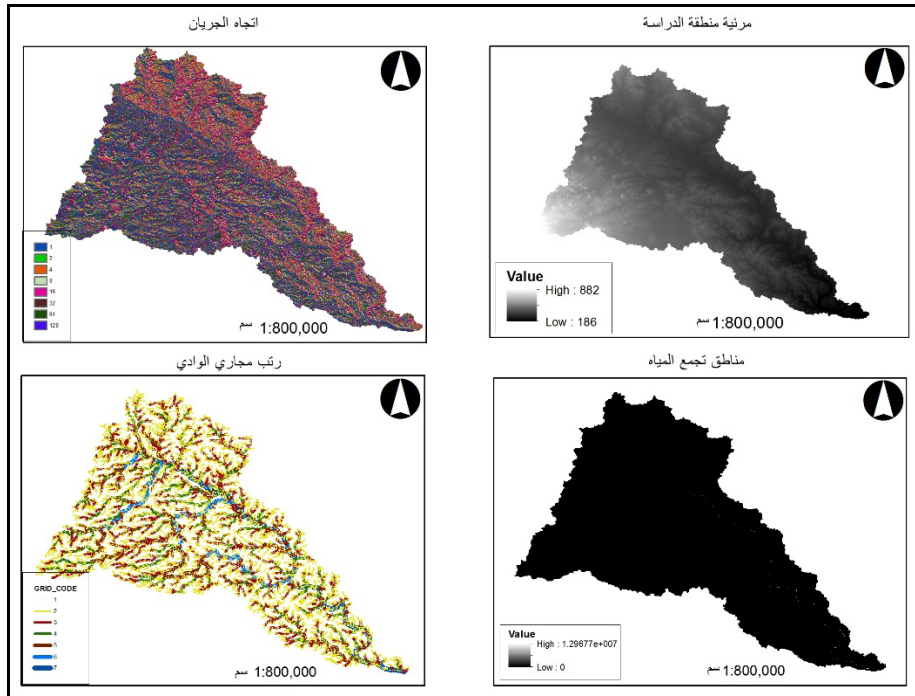 مرئية منطقة الدراسة
اتجاه الجريان
Value
High : 882
Low : 186
1:800,000 سم
1
2
4
8
16
32
64
128
1:800,000 سم
مناطق تجمع المياه
رتب مجاري الوادي
Value
High : 1.29677e+007
Low : 0
1:800,000 سم
GRID_CODE
1
2
3
4
5
6
7
1:800,000 سم